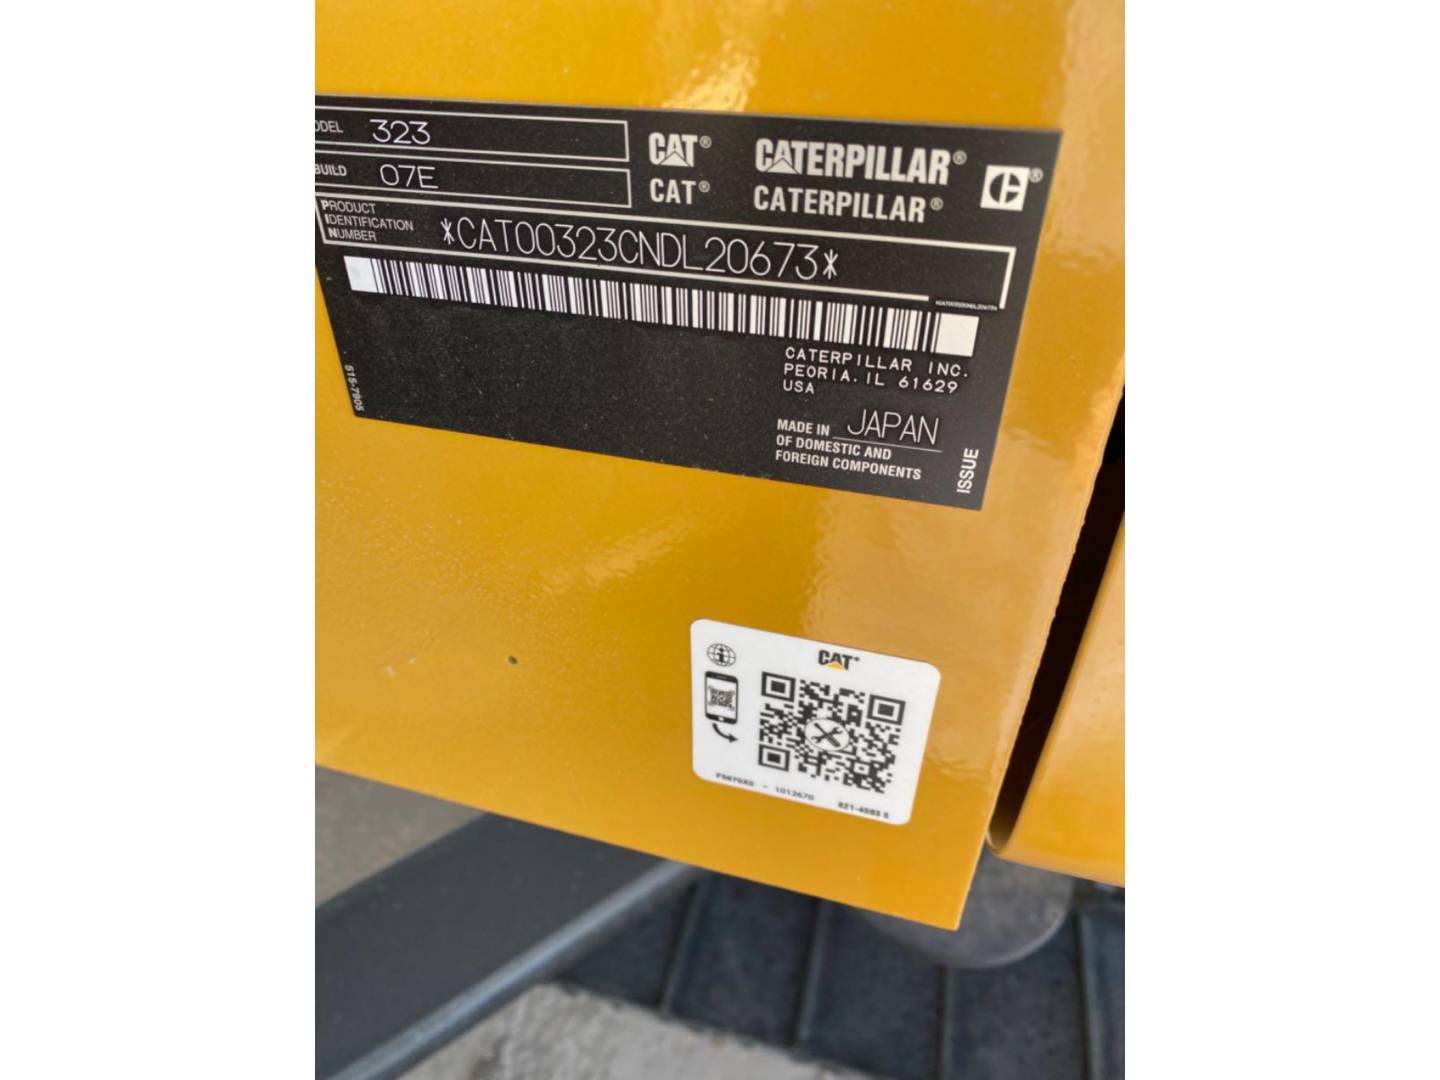 ODEL 323
CAT® CATERPILLAR®
BUILD 07E
CAT® CATERPILLAR®
PRODUCT
IDENTIFICATION
NUMBER
*CAT00323CNDL20673*
CATERPILLAR INC.
PEORIA. IL 61629
USA
515-7905
MADE IN JAPAN
OF DOMESTIC AND
FOREIGN COMPONENTS
ISSUE
CAT®
1012670